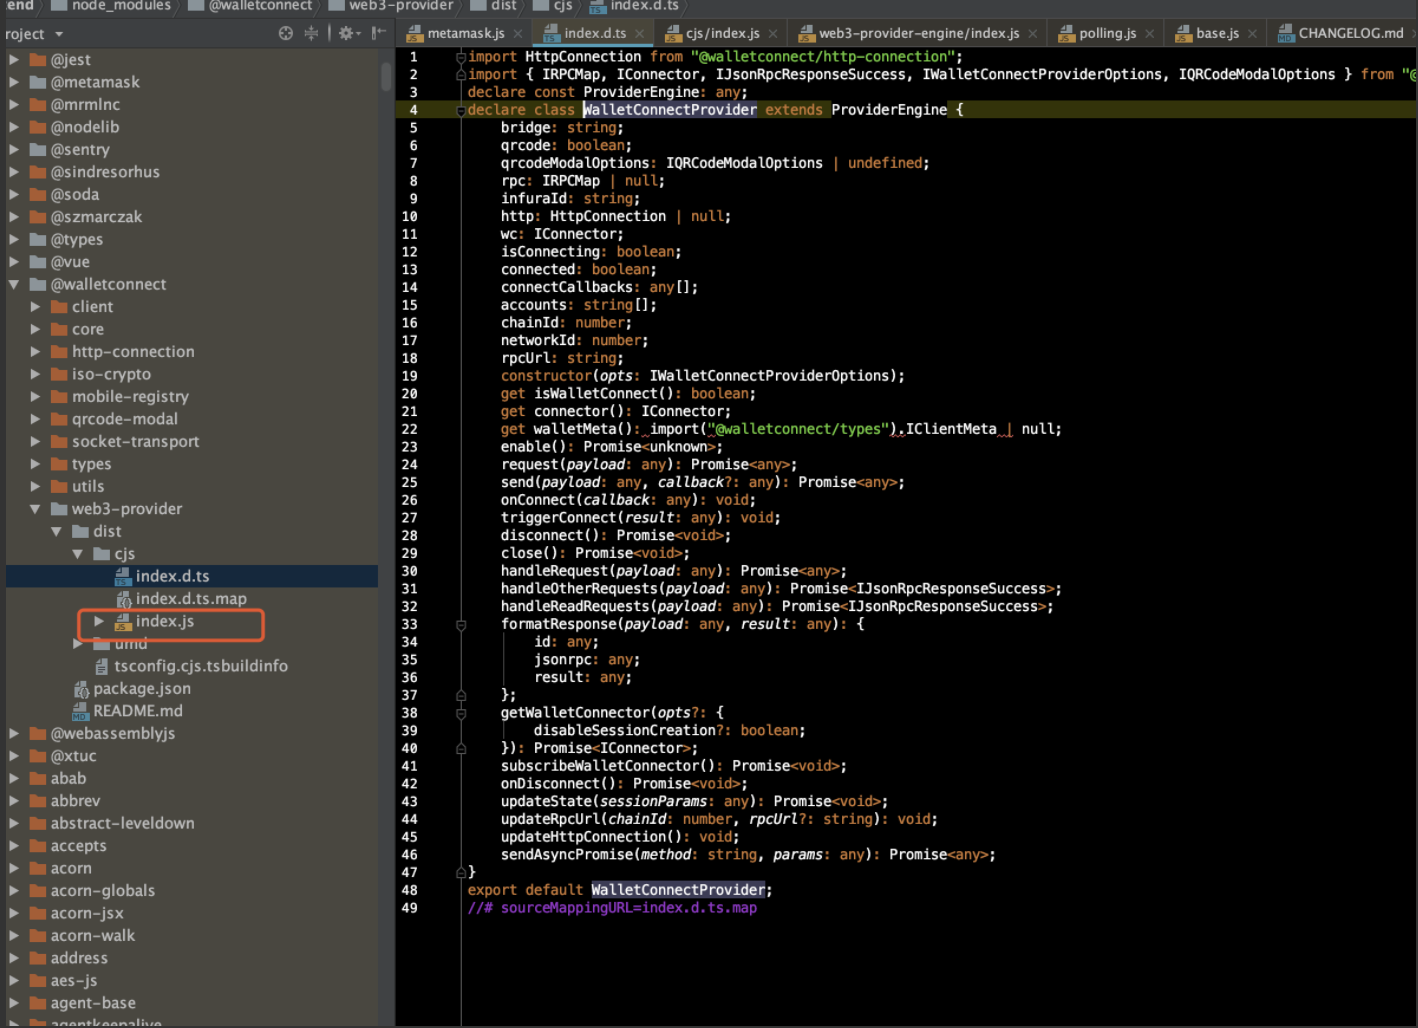 end node_modules @walletconnect web3-provider dist cjs index.d.ts
roject
metamask.js index.d.ts cjs/index.js web3-provider-engine/index.js polling.js base.js CHANGELOG.md
@jest
@metamask
@mrmlnc
@nodelib
@sentry
@sindresorhus
@soda
@szmarczak
@types
@vue
@walletconnect
client
core
http-connection
iso-crypto
mobile-registry
qrcode-modal
socket-transport
types
utils
web3-provider
dist
cjs
index.d.ts
index.d.ts.map
index.js
umd
tsconfig.cjs.tsbuildinfo
package.json
README.md
@webassemblyjs
@xtuc
abab
abbrev
abstract-leveldown
accepts
acorn
acorn-globals
acorn-jsx
acorn-walk
address
aes-js
agent-base
agentkeepalive
1 import HttpConnection from "@walletconnect/http-connection";
2 import { IRPCMap, IConnector, IJsonRpcResponseSuccess, IWalletConnectProviderOptions, IQRCodeModalOptions } from "@
3 declare const ProviderEngine: any;
4 declare class WalletConnectProvider extends ProviderEngine {
5 bridge: string;
6 qrcode: boolean;
7 qrcodeModalOptions: IQRCodeModalOptions | undefined;
8 rpc: IRPCMap | null;
9 infuraId: string;
10 http: HttpConnection | null;
11 wc: IConnector;
12 isConnecting: boolean;
13 connected: boolean;
14 connectCallbacks: any[];
15 accounts: string[];
16 chainId: number;
17 networkId: number;
18 rpcUrl: string;
19 constructor(opts: IWalletConnectProviderOptions);
20 get isWalletConnect(): boolean;
21 get connector(): IConnector;
22 get walletMeta(): import("@walletconnect/types").IClientMeta | null;
23 enable(): Promise<unknown>;
24 request(payload: any): Promise<any>;
25 send(payload: any, callback?: any): Promise<any>;
26 onConnect(callback: any): void;
27 triggerConnect(result: any): void;
28 disconnect(): Promise<void>;
29 close(): Promise<void>;
30 handleRequest(payload: any): Promise<any>;
31 handleOtherRequests(payload: any): Promise<IJsonRpcResponseSuccess>;
32 handleReadRequests(payload: any): Promise<IJsonRpcResponseSuccess>;
33 formatResponse(payload: any, result: any): {
34 id: any;
35 jsonrpc: any;
36 result: any;
37 };
38 getWalletConnector(opts?: {
39 disableSessionCreation?: boolean;
40 }): Promise<IConnector>;
41 subscribeWalletConnector(): Promise<void>;
42 onDisconnect(): Promise<void>;
43 updateState(sessionParams: any): Promise<void>;
44 updateRpcUrl(chainId: number, rpcUrl?: string): void;
45 updateHttpConnection(): void;
46 sendAsyncPromise(method: string, params: any): Promise<any>;
47 }
48 export default WalletConnectProvider;
49 //# sourceMappingURL=index.d.ts.map